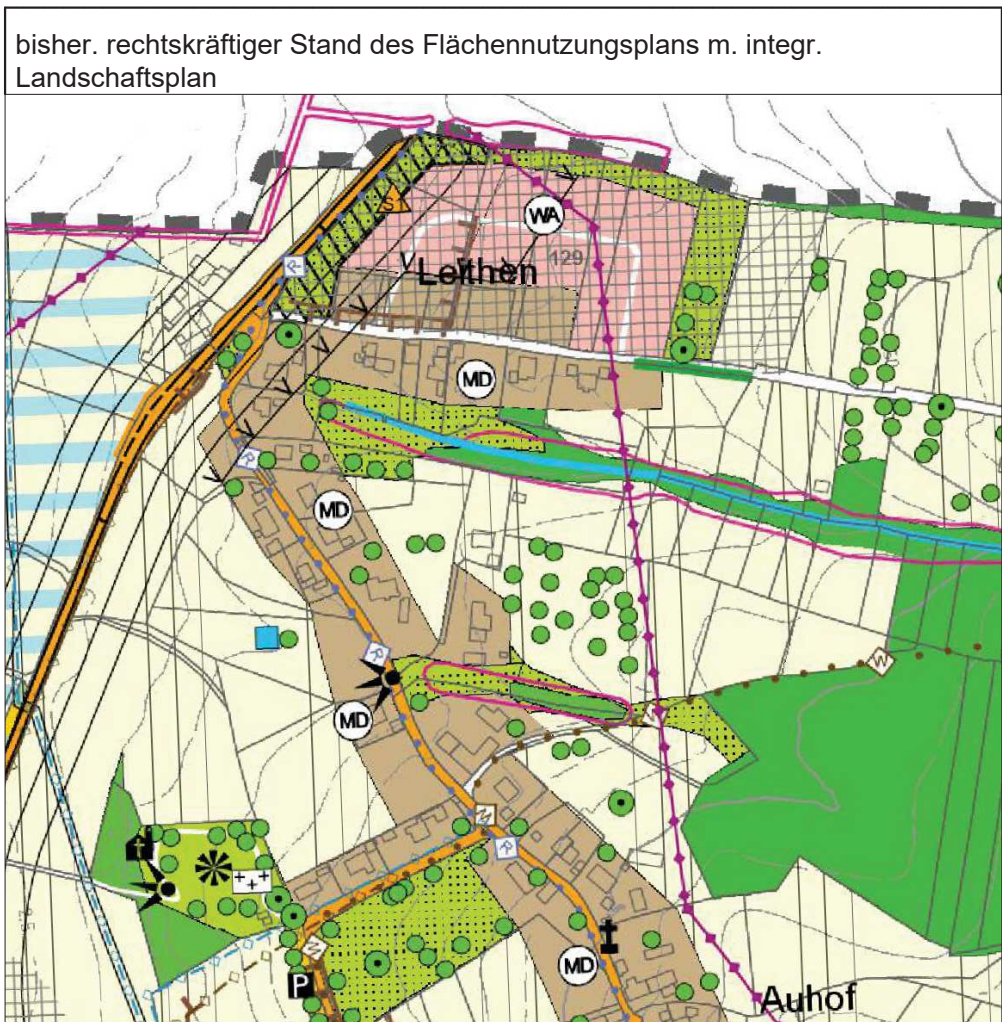 bisher. rechtskräftiger Stand des Flächennutzungsplans m. integr.
Landschaftsplan
S
WA
R
V
129
V
V
Leithen
V
V
MD
V
R
V
MD
W
R
MD
W
R
W
P
MD
Auhof